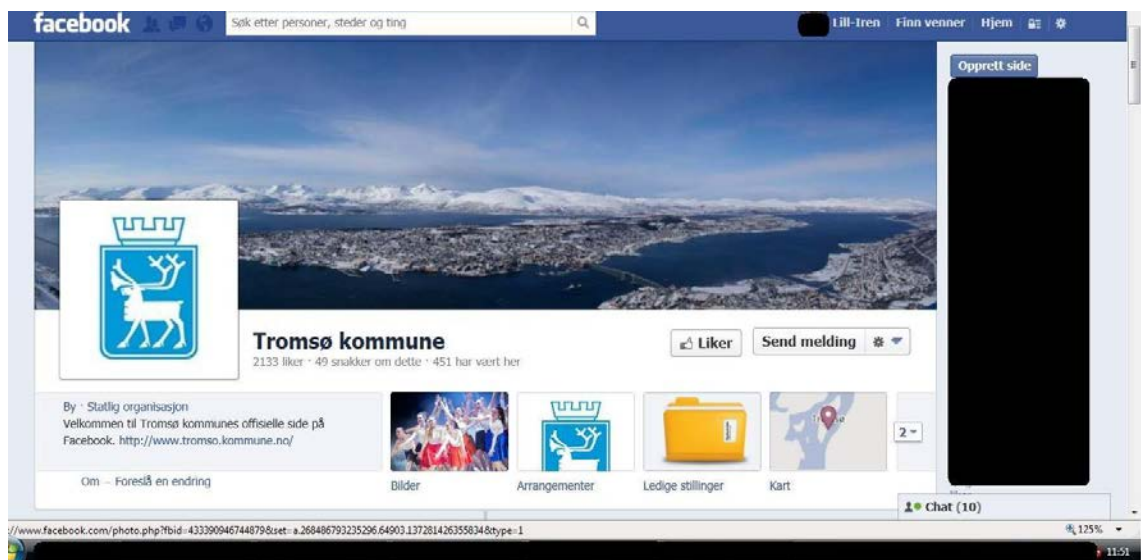 facebook
Søk etter personer, steder og ting
Lill-Iren Finn venner Hjem
Opprett side
Tromsø kommune
2133 liker · 49 snakker om dette · 451 har vært her
Liker
Send melding
By · Statlig organisasjon
Velkommen til Tromsø kommunes offisielle side på
Facebook. http://www.tromso.kommune.no/
Om – Foreslå en endring
Bilder
Arrangementer
Ledige stillinger
Tromsø
Kart
2
Chat (10)
://www.facebook.com/photo.php?fbid=433390946744879&set=a.268486793235296.64903.137281426355834&type=1
125%
11:51